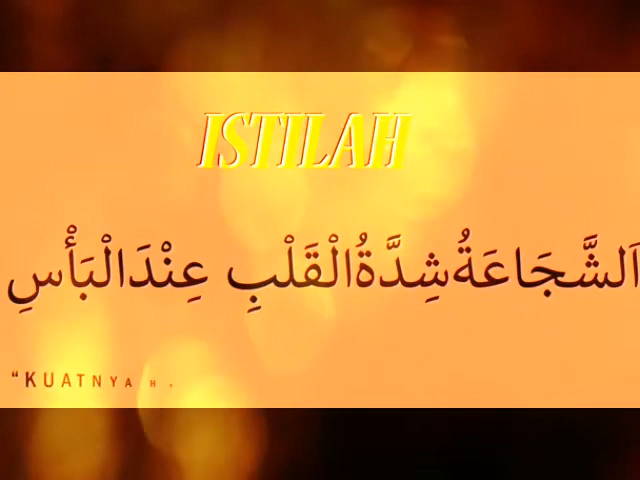 ISTILAH
اَلشَّجَاعَةُ شِدَّةُ الْقَلْبِ عِنْدَ الْبَأْسِ
“KUATNYA H